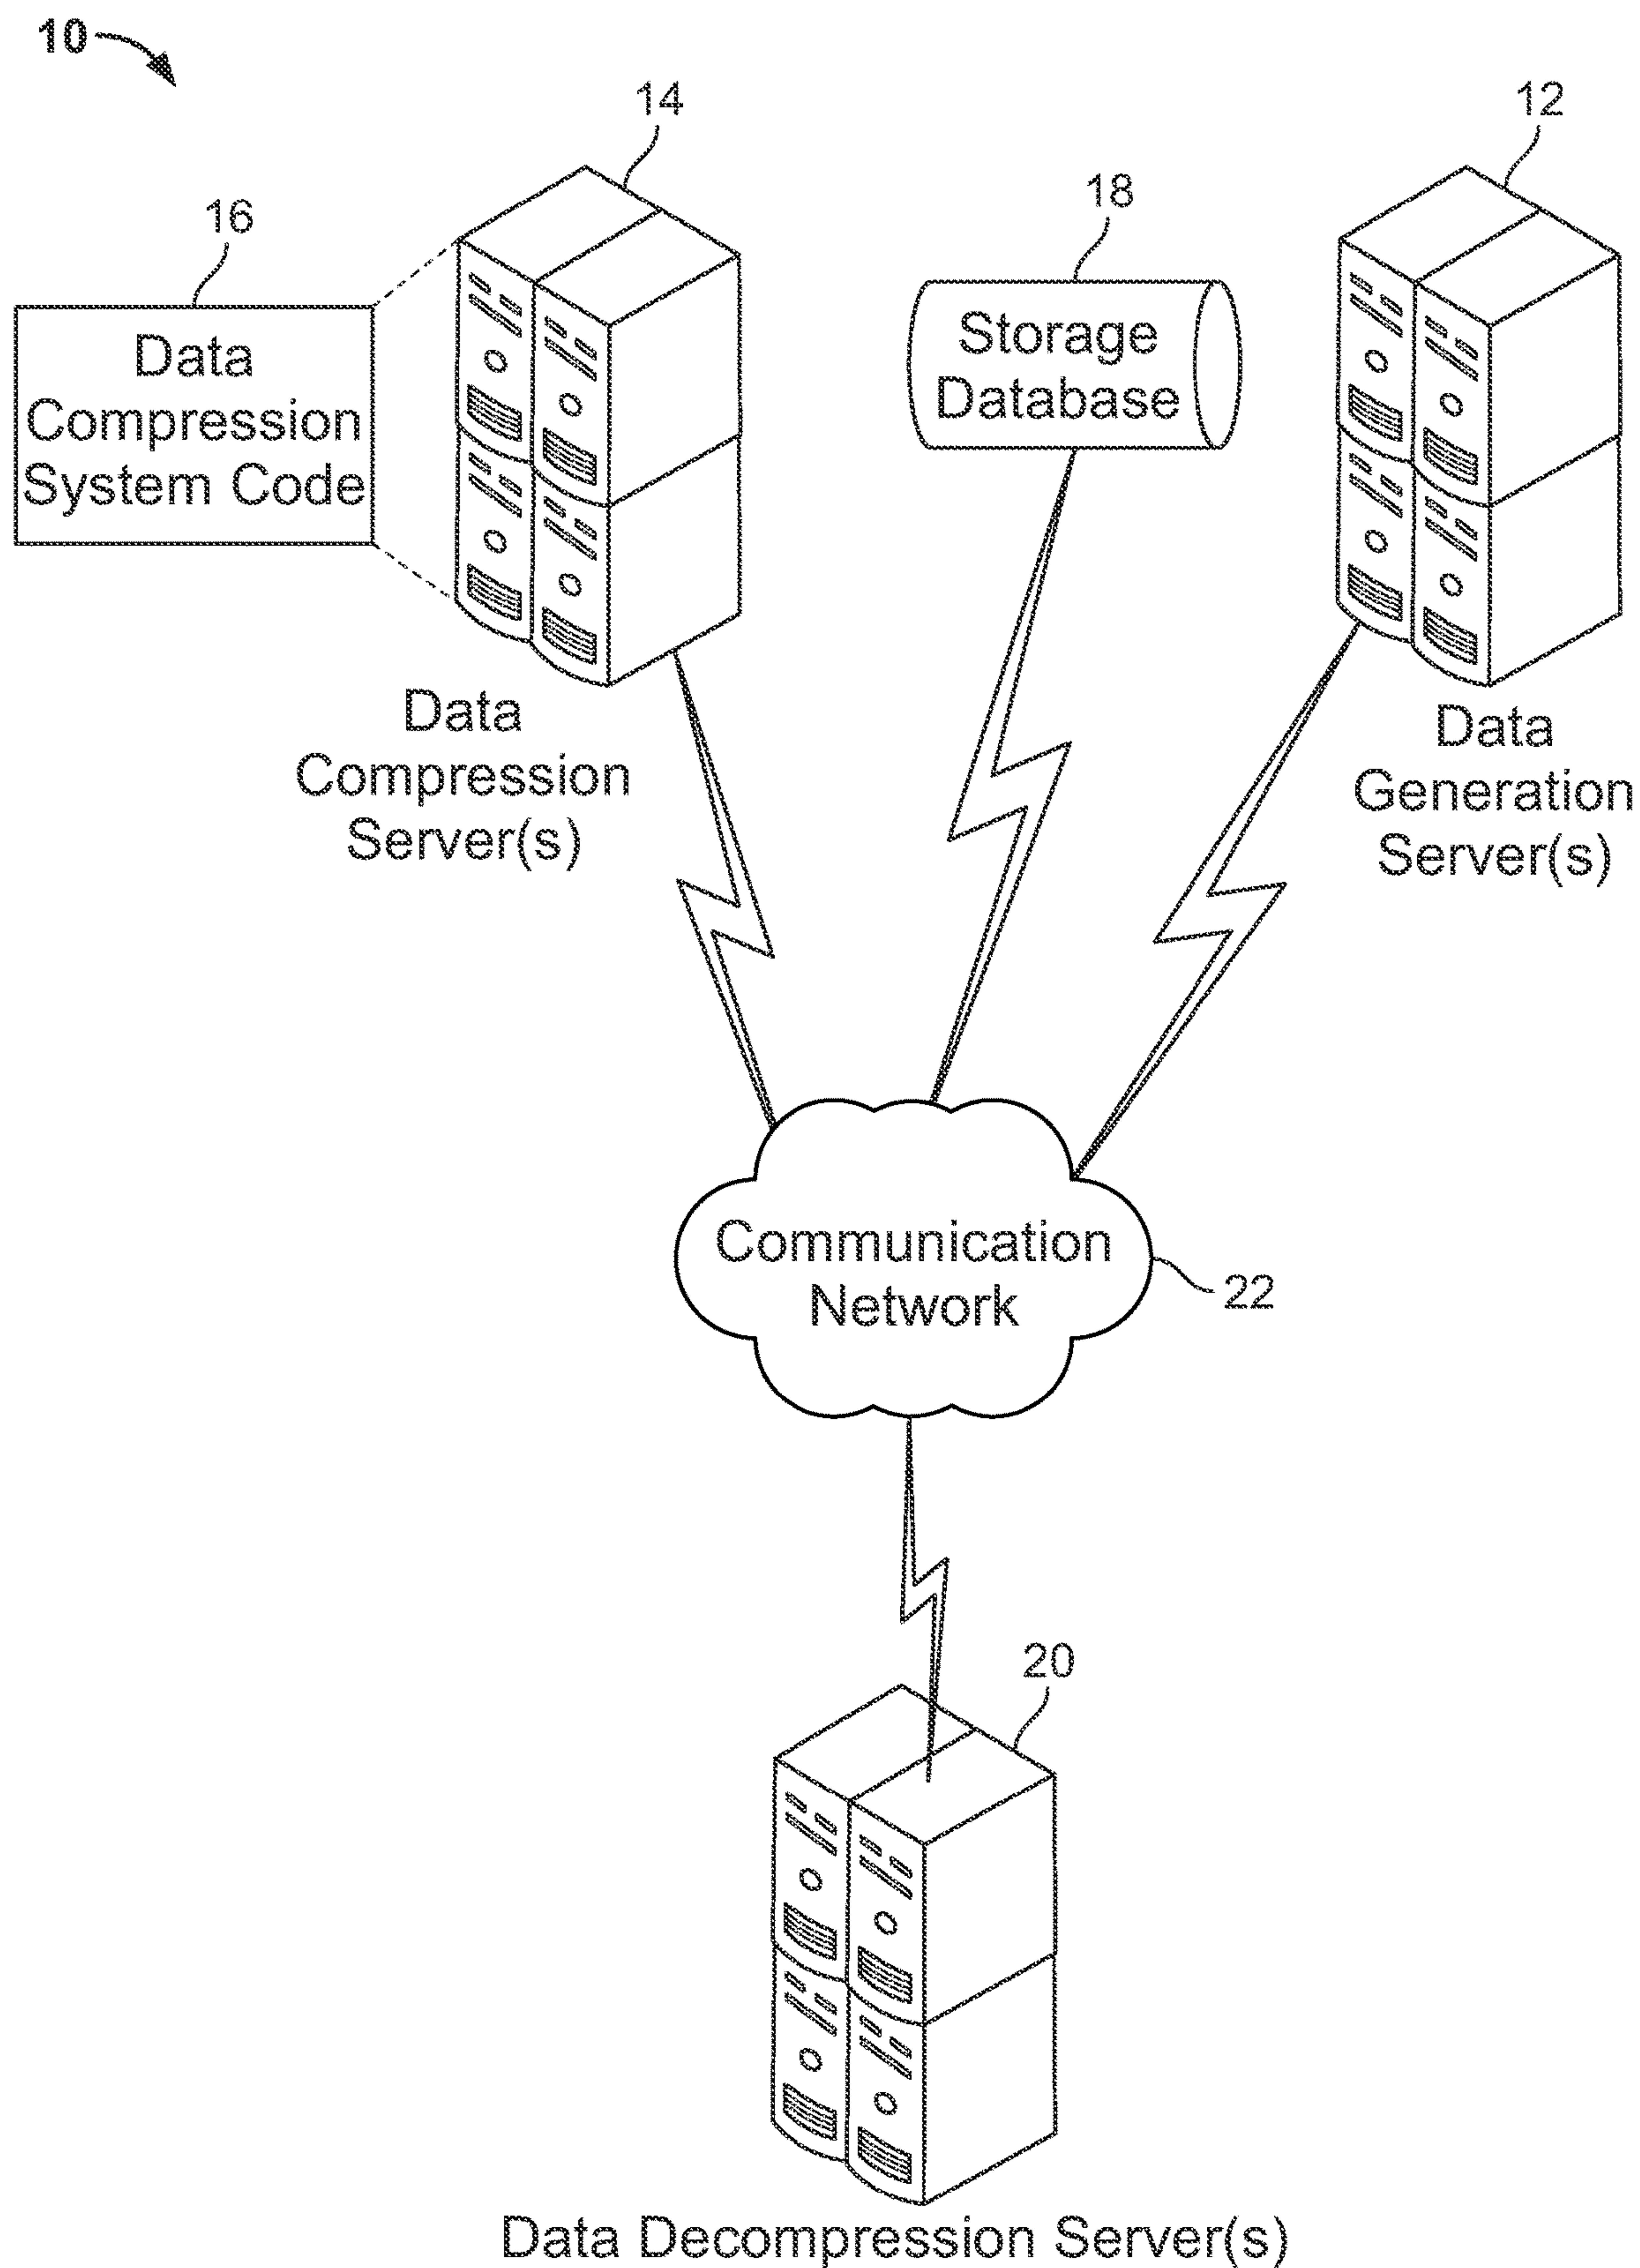 10
14
12
16
18
Data
Compression
System Code
Storage
Database
Data
Compression
Server(s)
Data
Generation
Server(s)
Communication
Network
22
20
Data Decompression Server(s)